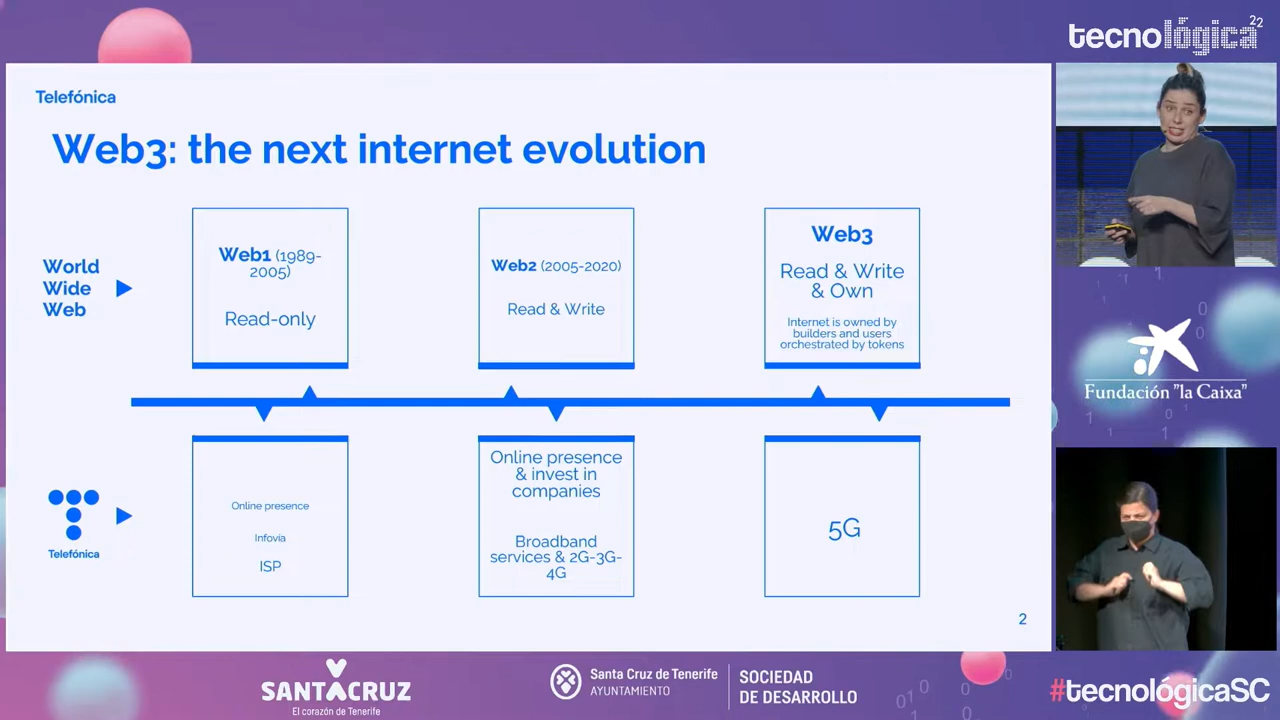 tecnológica22
Telefónica
Web3: the next internet evolution
World
Wide
Web
Web1 (1989-
2005)
Read-only
Web2 (2005-2020)
Read & Write
Web3
Read & Write
& Own
Internet is owned by
builders and users
orchestrated by tokens
Fundación "la Caixa"
Telefónica
Online presence
Infovía
ISP
Online presence
& invest in
companies
Broadband
services & 2G-3G-
4G
5G
2
SANTACRUZ
El corazón de Tenerife
Santa Cruz de Tenerife
AYUNTAMIENTO
SOCIEDAD
DE DESARROLLO
#tecnológicaSC